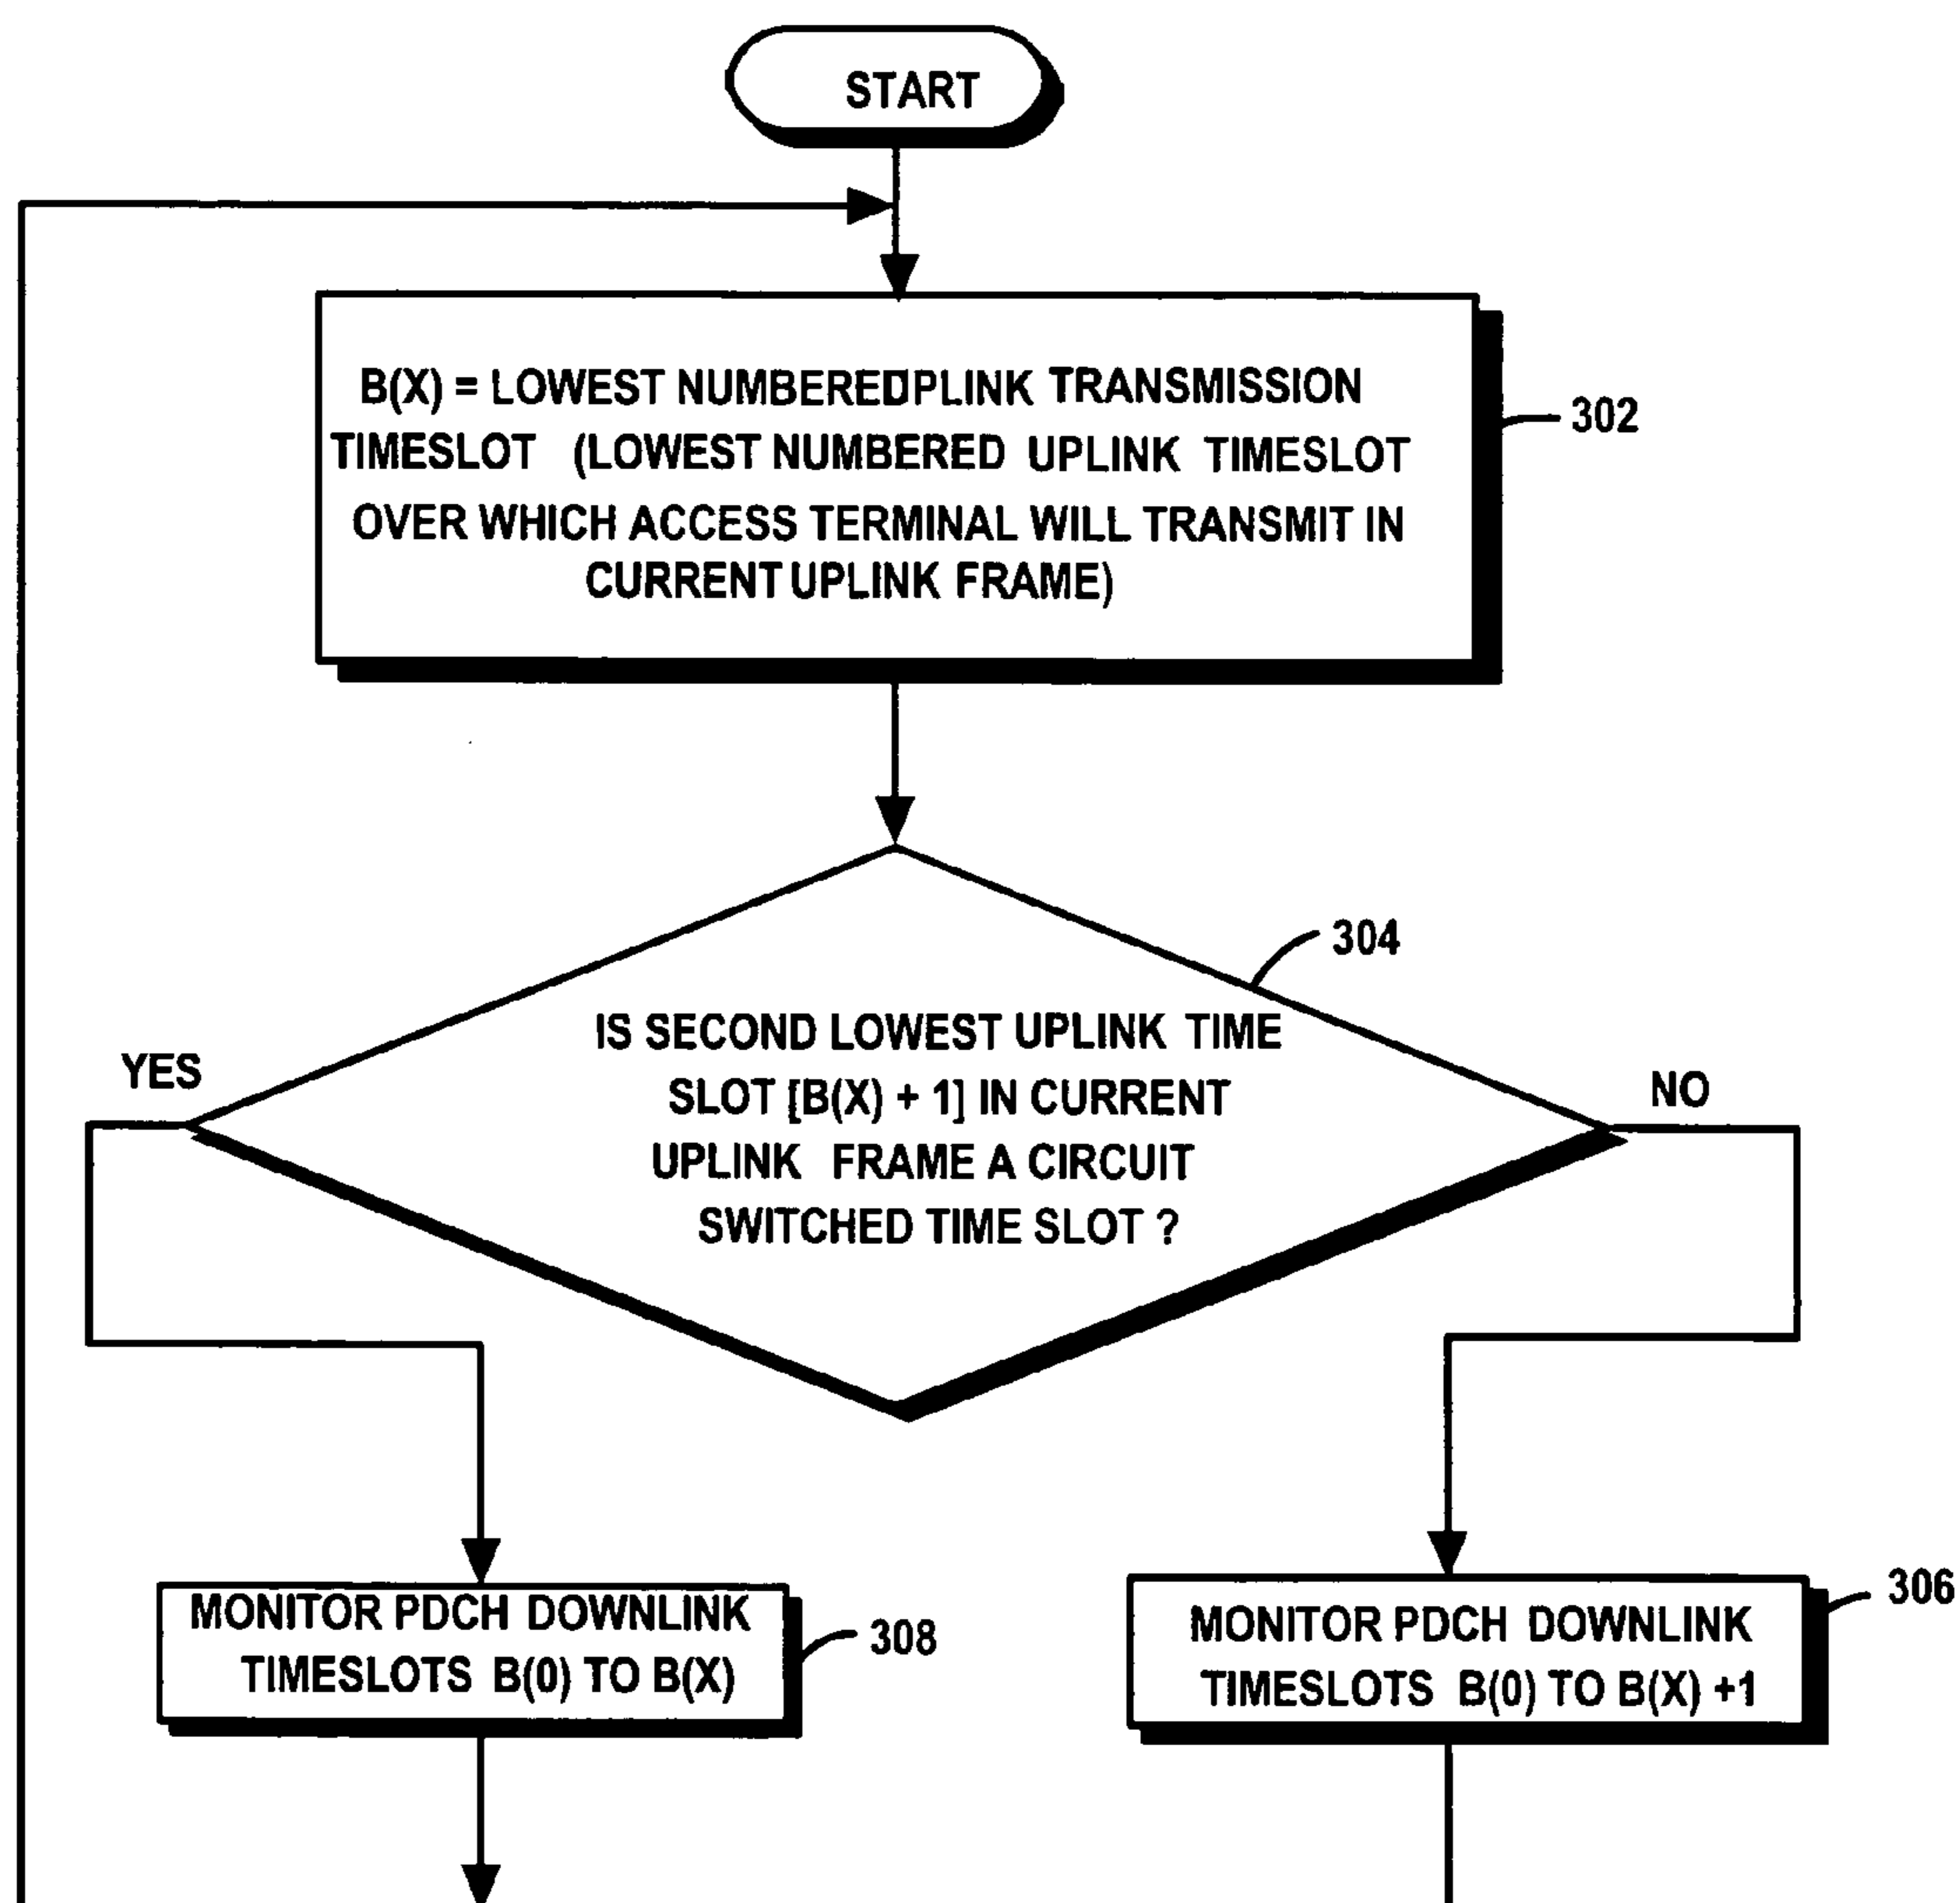 START
B(X) = LOWEST NUMBEREDUPLINK TRANSMISSION
TIMESLOT (LOWEST NUMBERED UPLINK TIMESLOT
OVER WHICH ACCESS TERMINAL WILL TRANSMIT IN
CURRENT UPLINK FRAME)
302
304
IS SECOND LOWEST UPLINK TIME
SLOT [B(X) + 1] IN CURRENT
UPLINK FRAME A CIRCUIT
SWITCHED TIME SLOT ?
YES
NO
MONITOR PDCH DOWNLINK
TIMESLOTS B(0) TO B(X)
308
MONITOR PDCH DOWNLINK
TIMESLOTS B(0) TO B(X) +1
306